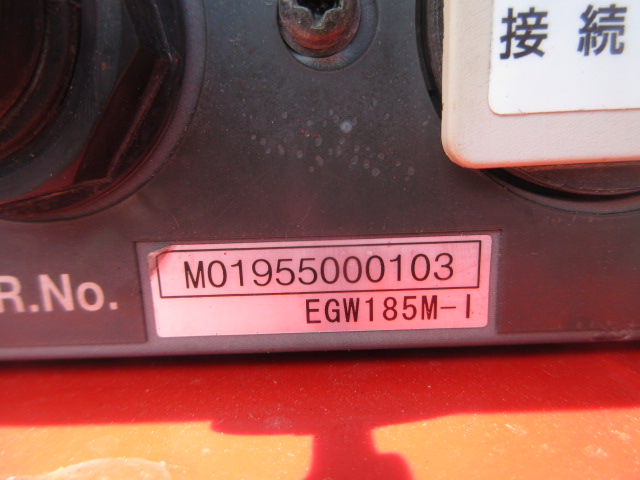 接続
R.No.
M01955000103
EGW185M-I